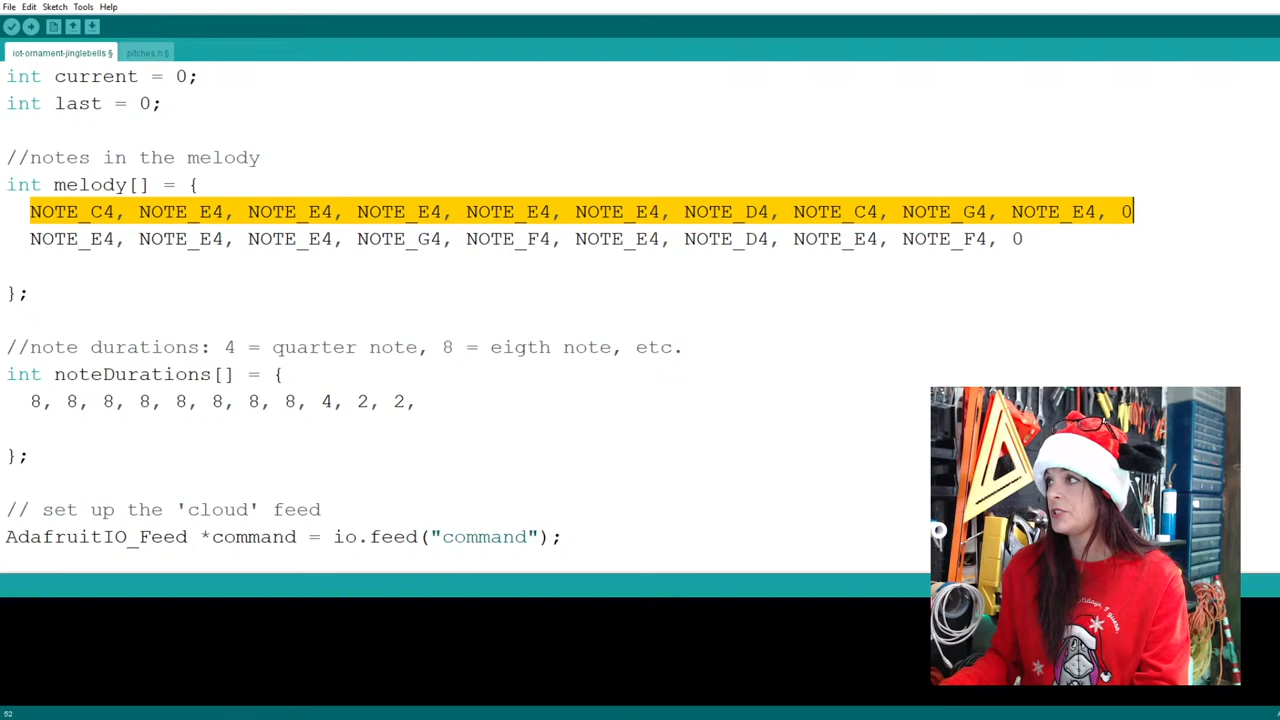 File Edit Sketch Tools Help
iot-ornament-jinglebells § pitches.h §
int current = 0;
int last = 0;
//notes in the melody
int melody[] = {
NOTE_C4, NOTE_E4, NOTE_E4, NOTE_E4, NOTE_E4, NOTE_E4, NOTE_D4, NOTE_C4, NOTE_G4, NOTE_E4, 0
NOTE_E4, NOTE_E4, NOTE_E4, NOTE_G4, NOTE_F4, NOTE_E4, NOTE_D4, NOTE_E4, NOTE_F4, 0
};
//note durations: 4 = quarter note, 8 = eigth note, etc.
int noteDurations[] = {
8, 8, 8, 8, 8, 8, 8, 8, 4, 2, 2,
};
// set up the 'cloud' feed
AdafruitIO_Feed *command = io.feed("command");
52